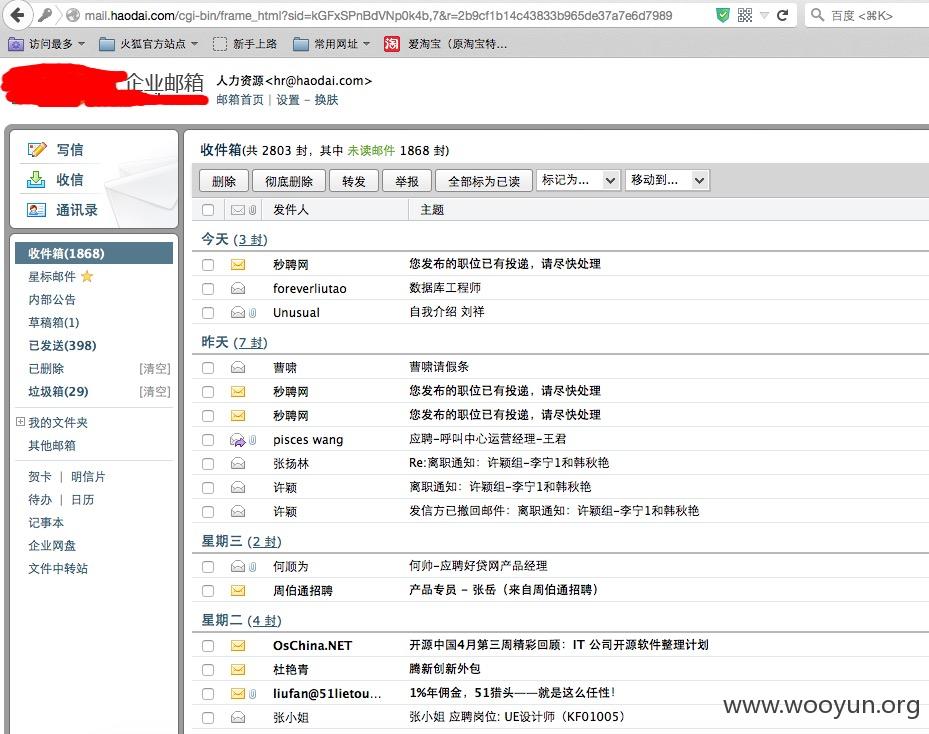 mail.haodai.com/cgi-bin/frame_html?sid=kGFxSPnBdVNp0k4b,7&r=2b9cf1b14c43833b965de37a7e6d7989
百度 <⌘K>
访问最多 火狐官方站点 新手上路 常用网址 淘 爱淘宝（原淘宝特...
企业邮箱 人力资源<hr@haodai.com>
邮箱首页 | 设置 - 换肤
写信
收信
通讯录
收件箱(1868)
星标邮件
内部公告
草稿箱(1)
已发送(398)
已删除 [清空]
垃圾箱(29) [清空]
我的文件夹
其他邮箱
贺卡 | 明信片
待办 | 日历
记事本
企业网盘
文件中转站
收件箱(共 2803 封，其中 未读邮件 1868 封)
删除 彻底删除 转发 举报 全部标为已读 标记为... 移动到...
发件人 主题
今天 (3 封)
秒聘网 您发布的职位已有投递，请尽快处理
foreverliutao 数据库工程师
Unusual 自我介绍 刘祥
昨天 (7 封)
曹啸 曹啸请假条
秒聘网 您发布的职位已有投递，请尽快处理
秒聘网 您发布的职位已有投递，请尽快处理
pisces wang 应聘-呼叫中心运营经理-王君
张扬林 Re:离职通知：许颖组-李宁1和韩秋艳
许颖 离职通知：许颖组-李宁1和韩秋艳
许颖 发信方已撤回邮件：离职通知：许颖组-李宁1和韩秋艳
星期三 (2 封)
何顺为 何帅-应聘好贷网产品经理
周伯通招聘 产品专员 - 张岳（来自周伯通招聘）
星期二 (4 封)
OsChina.NET 开源中国4月第三周精彩回顾：IT 公司开源软件整理计划
杜艳青 腾新创新外包
liufan@51lietou... 1%年佣金，51猎头——就是这么任性！
张小姐 张小姐 应聘岗位: UE设计师（KF01005）
www.wooyun.org